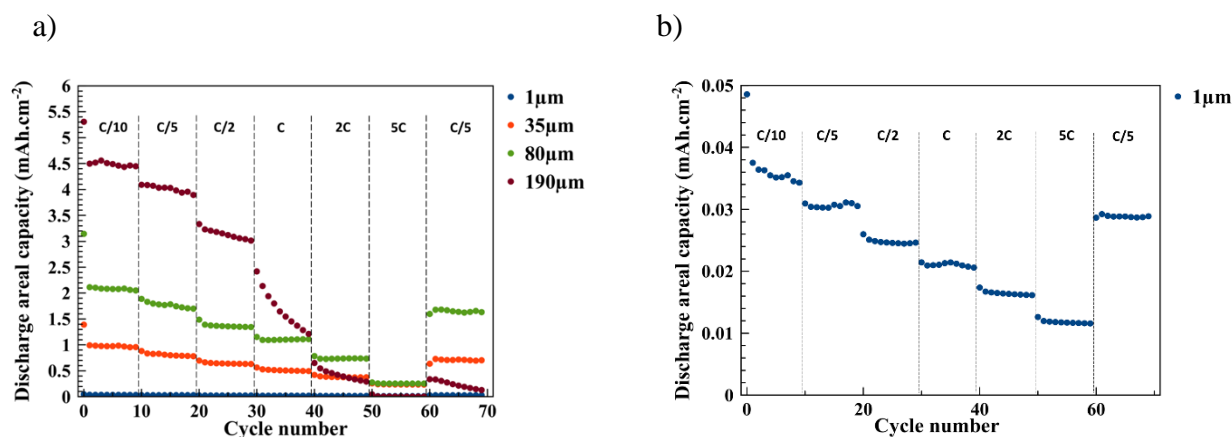 a)
b)
Discharge areal capacity (mAh.cm⁻²)
6
5.5
5
4.5
4
3.5
3
2.5
2
1.5
1
0.5
0
C/10 C/5 C/2 C 2C 5C C/5
0 10 20 30 40 50 60 70
Cycle number
1µm
35µm
80µm
190µm
Discharge areal capacity (mAh.cm⁻²)
0.05
0.04
0.03
0.02
0.01
0
C/10 C/5 C/2 C 2C 5C C/5
0 20 40 60
Cycle number
1µm